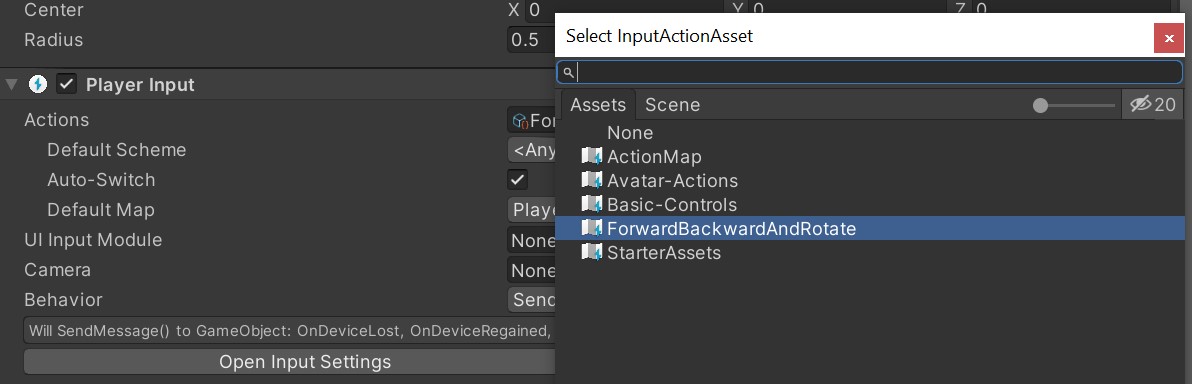 Center X 0 Y 0 Z 0
Radius 0.5
Player Input
Actions For
Default Scheme <Any
Auto-Switch
Default Map Playe
UI Input Module None
Camera None
Behavior Send
Will SendMessage() to GameObject: OnDeviceLost, OnDeviceRegained,
Open Input Settings
Select InputActionAsset
Assets Scene 20
None
ActionMap
Avatar-Actions
Basic-Controls
ForwardBackwardAndRotate
StarterAssets